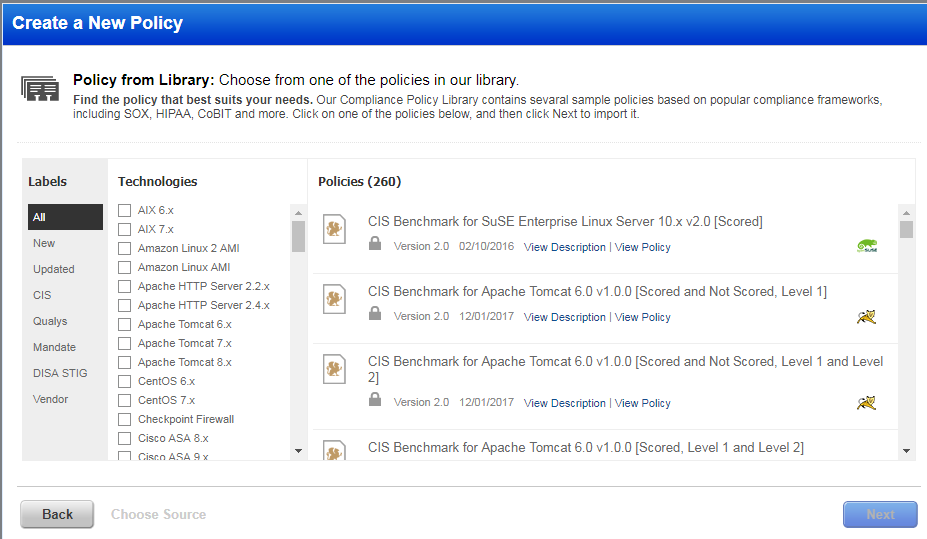 Create a New Policy
Policy from Library: Choose from one of the policies in our library.
Find the policy that best suits your needs. Our Compliance Policy Library contains sevaral sample policies based on popular compliance frameworks,
including SOX, HIPAA, CoBIT and more. Click on one of the policies below, and then click Next to import it.
Labels
All
New
Updated
CIS
Qualys
Mandate
DISA STIG
Vendor
Technologies
AIX 6.x
AIX 7.x
Amazon Linux 2 AMI
Amazon Linux AMI
Apache HTTP Server 2.2.x
Apache HTTP Server 2.4.x
Apache Tomcat 6.x
Apache Tomcat 7.x
Apache Tomcat 8.x
CentOS 6.x
CentOS 7.x
Checkpoint Firewall
Cisco ASA 8.x
Cisco ASA 9.x
Policies (260)
CIS Benchmark for SuSE Enterprise Linux Server 10.x v2.0 [Scored]
Version 2.0 02/10/2016 View Description | View Policy
SUSE
CIS Benchmark for Apache Tomcat 6.0 v1.0.0 [Scored and Not Scored, Level 1]
Version 2.0 12/01/2017 View Description | View Policy
CIS Benchmark for Apache Tomcat 6.0 v1.0.0 [Scored and Not Scored, Level 1 and Level
2]
Version 2.0 12/01/2017 View Description | View Policy
CIS Benchmark for Apache Tomcat 6.0 v1.0.0 [Scored, Level 1 and Level 2]
Back
Choose Source
Next